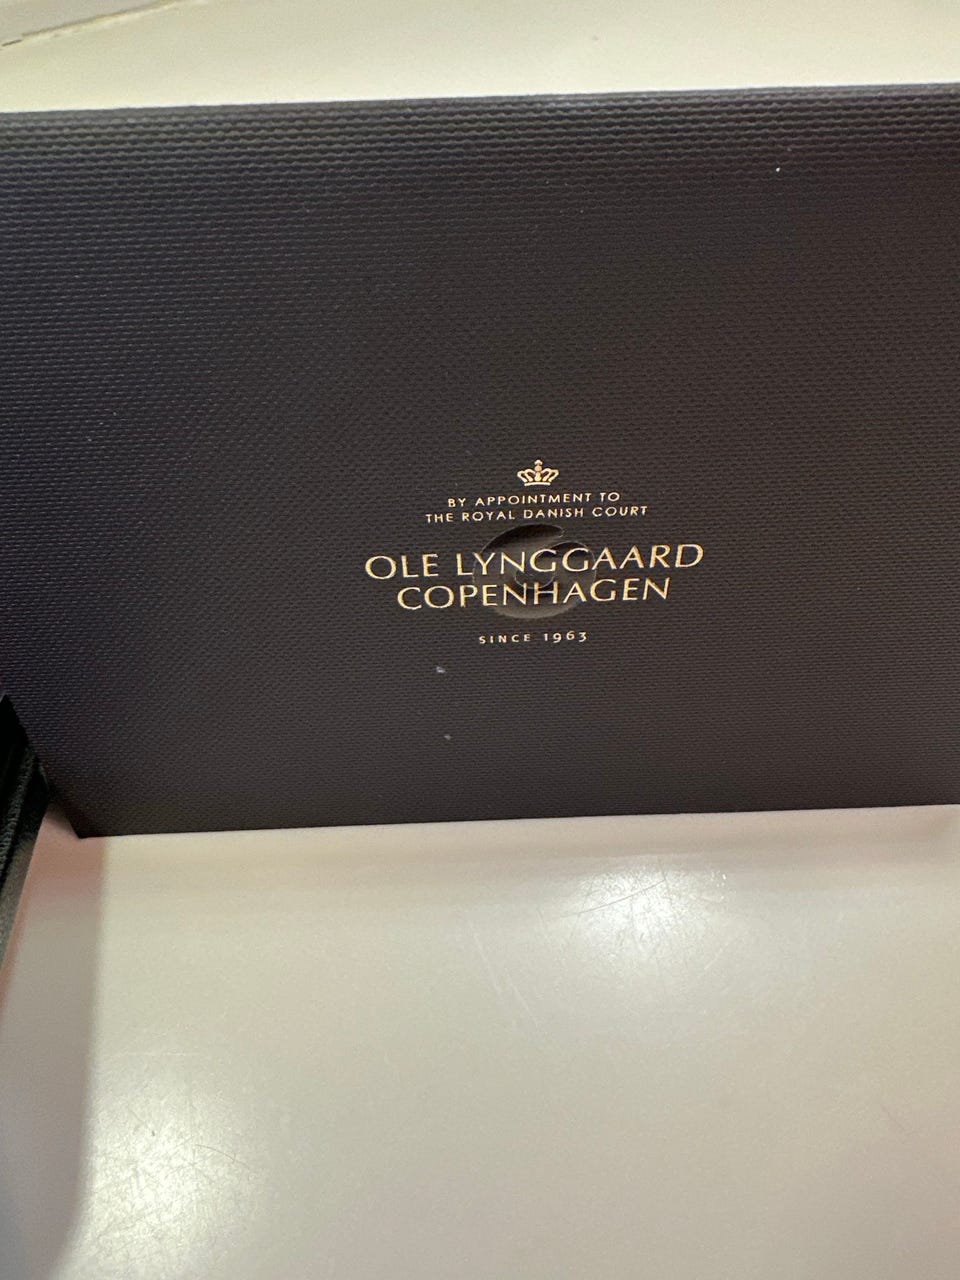 BY APPOINTMENT TO
THE ROYAL DANISH COURT
OLE LYNGGAARD
COPENHAGEN
SINCE 1963